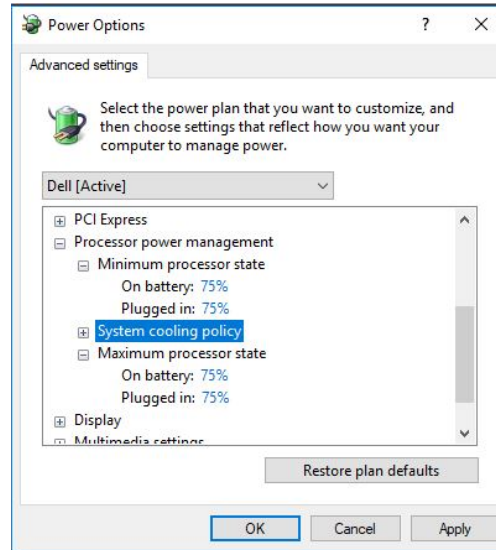 Power Options
?
Advanced settings
Select the power plan that you want to customize, and
then choose settings that reflect how you want your
computer to manage power.
Dell [Active]
PCI Express
Processor power management
Minimum processor state
On battery: 75%
Plugged in: 75%
System cooling policy
Maximum processor state
On battery: 75%
Plugged in: 75%
Display
Multimedia settings
Restore plan defaults
OK
Cancel
Apply